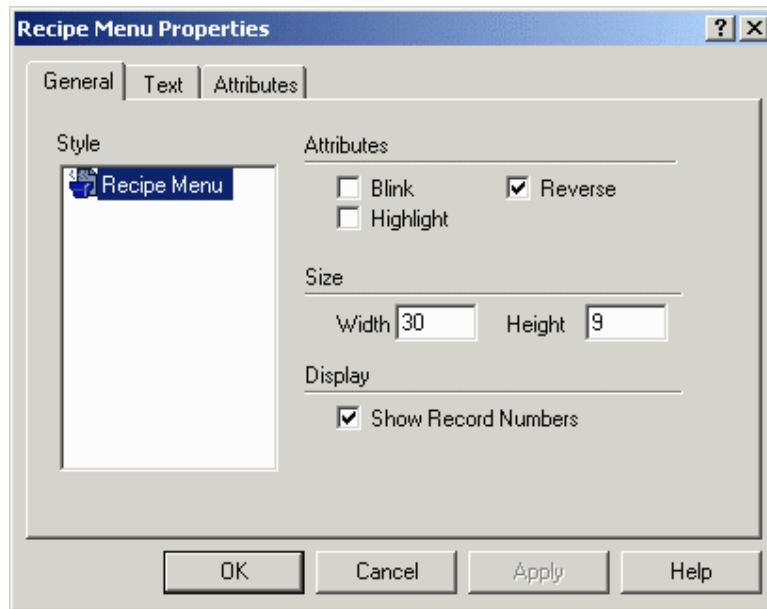 Recipe Menu Properties
General Text Attributes
Style
Recipe Menu
Attributes
Blink Reverse
Highlight
Size
Width 30 Height 9
Display
Show Record Numbers
OK Cancel Apply Help